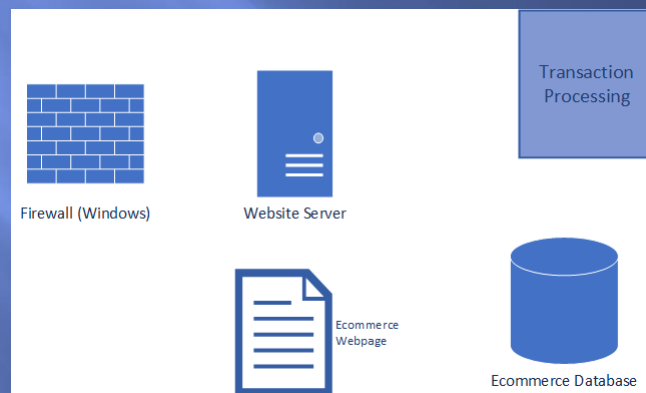 Transaction
Processing
Firewall (Windows)
Website Server
Ecommerce
Webpage
Ecommerce Database